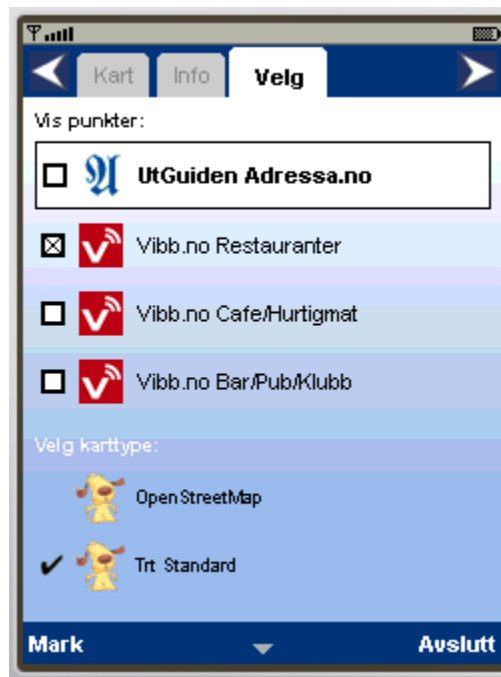 Kart Info Velg
Vis punkter:
UtGuiden Adressa.no
Vibb.no Restauranter
Vibb.no Cafe/Hurtigmat
Vibb.no Bar/Pub/Klubb
Velg karttype:
OpenStreetMap
Trt Standard
Mark Avslutt